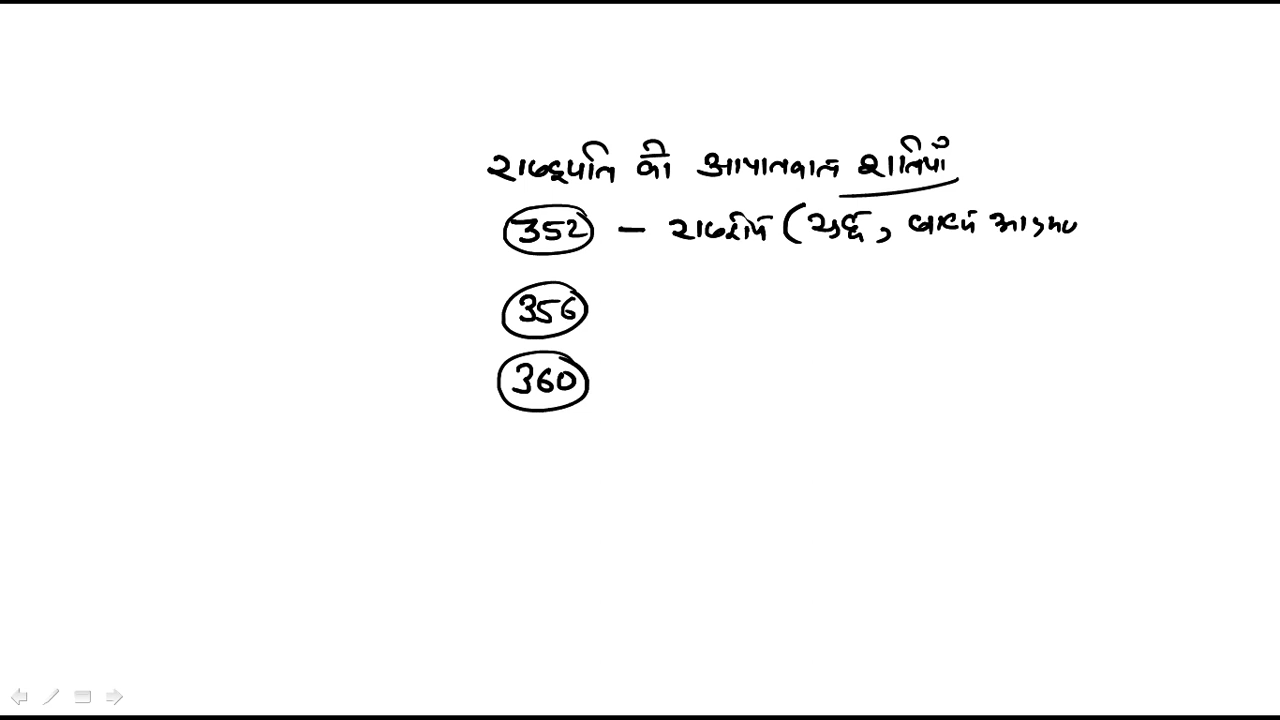 राष्ट्रपति की आपातकाल शक्तियाँ
352 – राष्ट्रीय (युद्ध, बाह्य आक्रमण
356
360